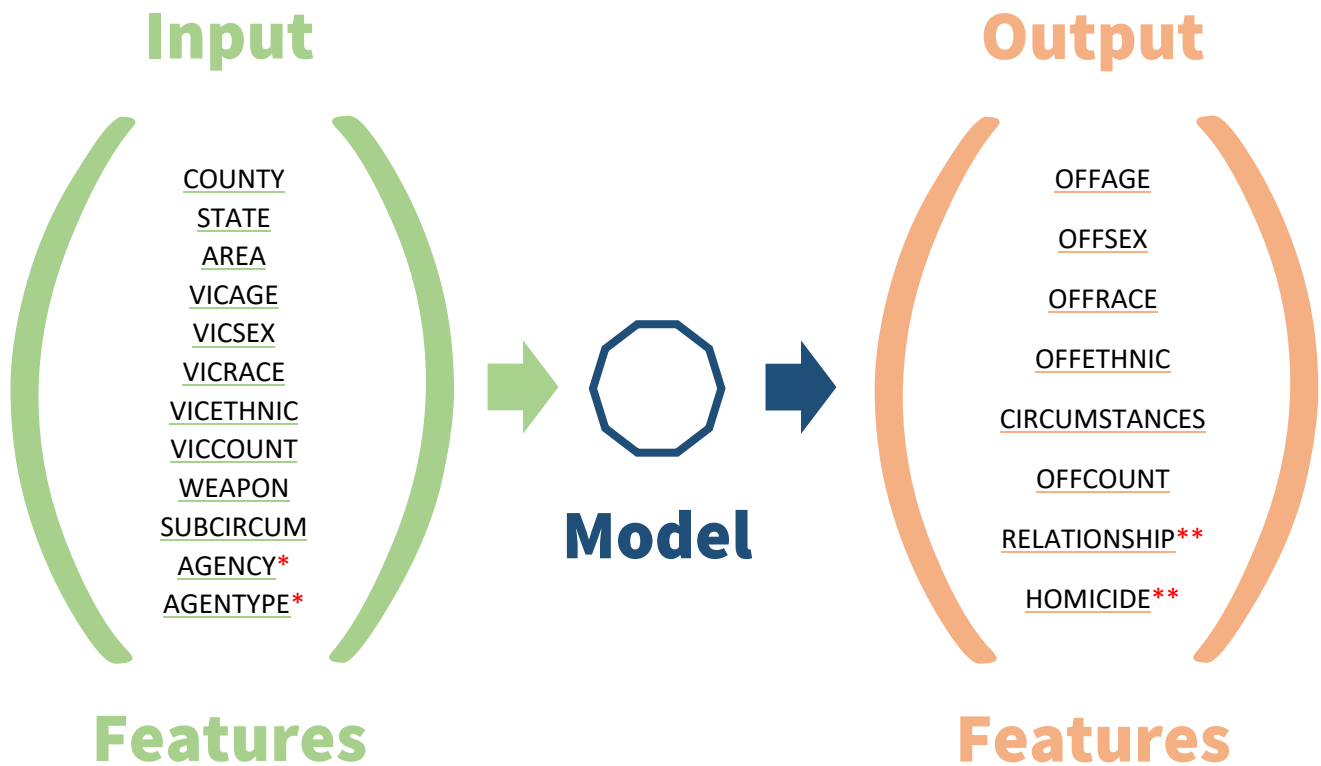 Input
COUNTY
STATE
AREA
VICAGE
VICSEX
VICRACE
VICETHNIC
VICCOUNT
WEAPON
SUBCIRCUM
AGENCY*
AGENTYPE*
Features
Model
Output
OFFAGE
OFFSEX
OFFRACE
OFFETHNIC
CIRCUMSTANCES
OFFCOUNT
RELATIONSHIP**
HOMICIDE**
Features